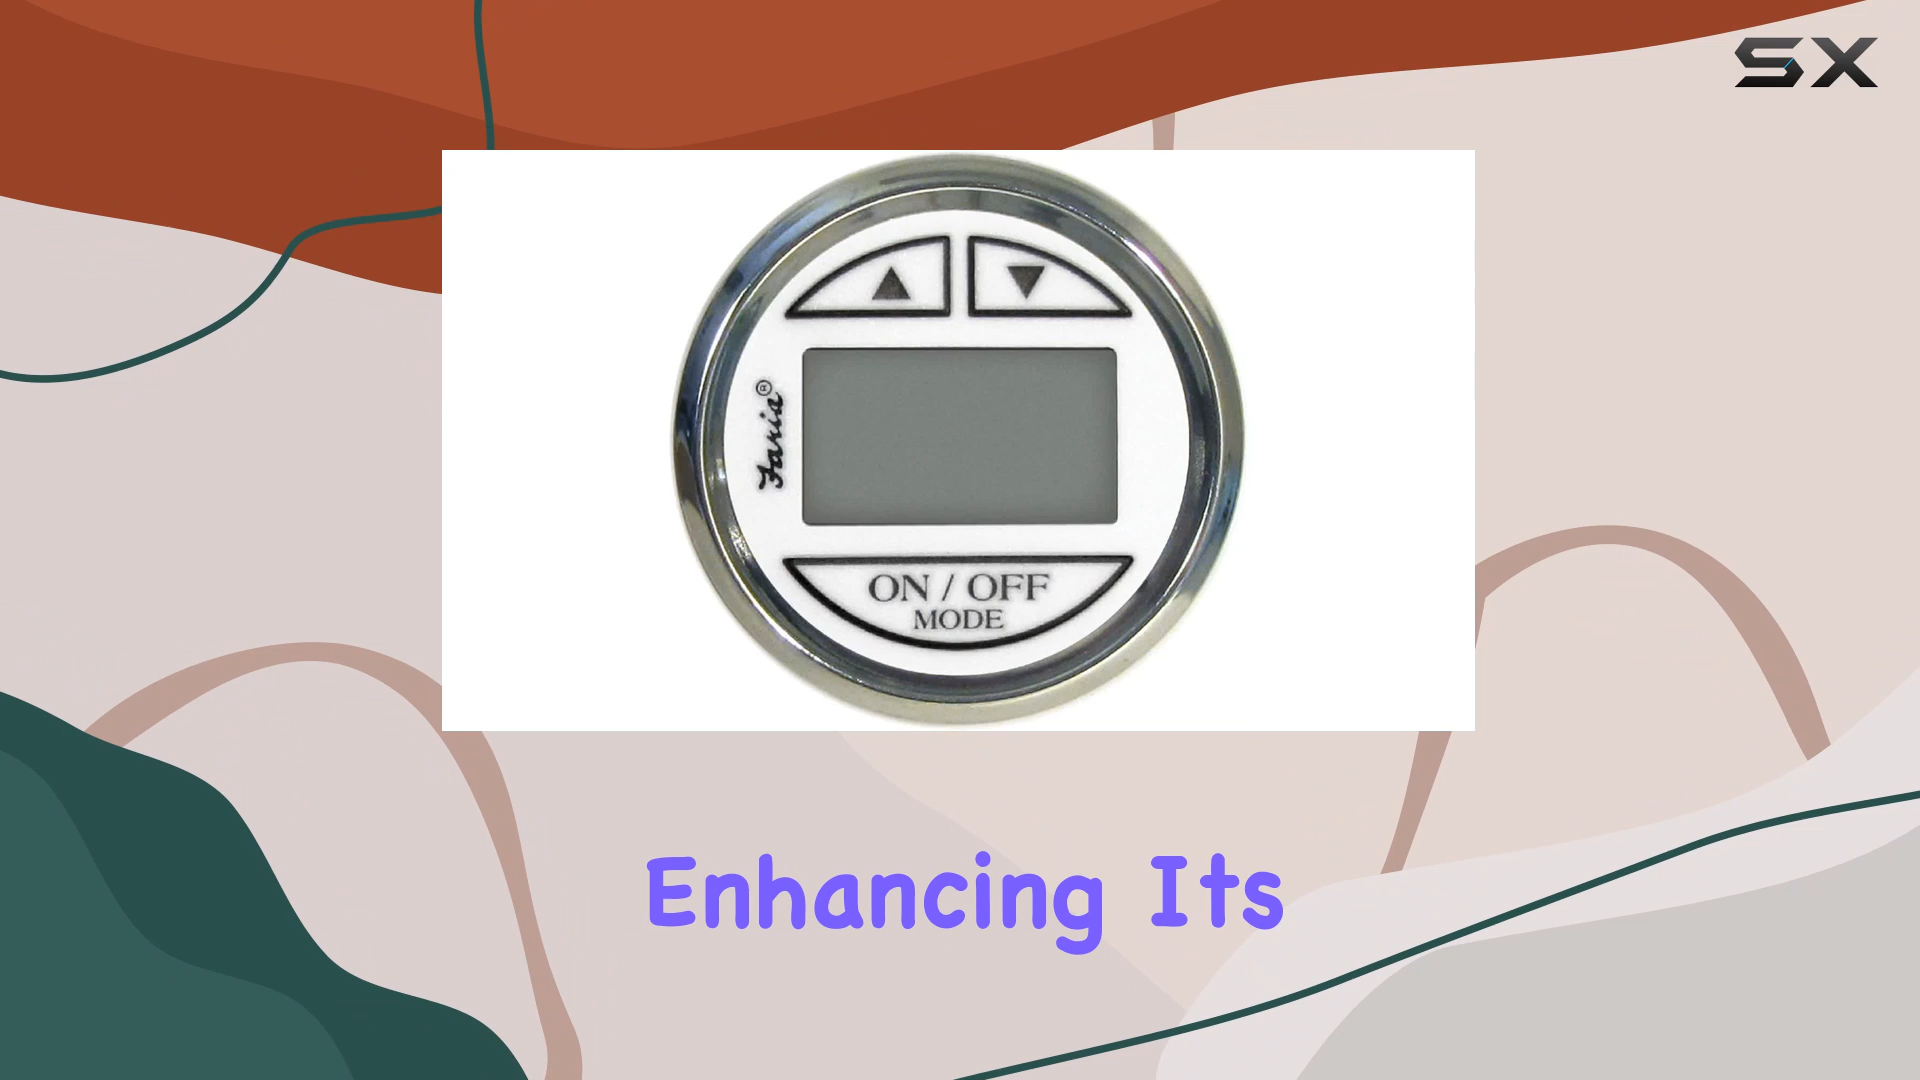 SX
Faria®
ON / OFF
MODE
Enhancing Its